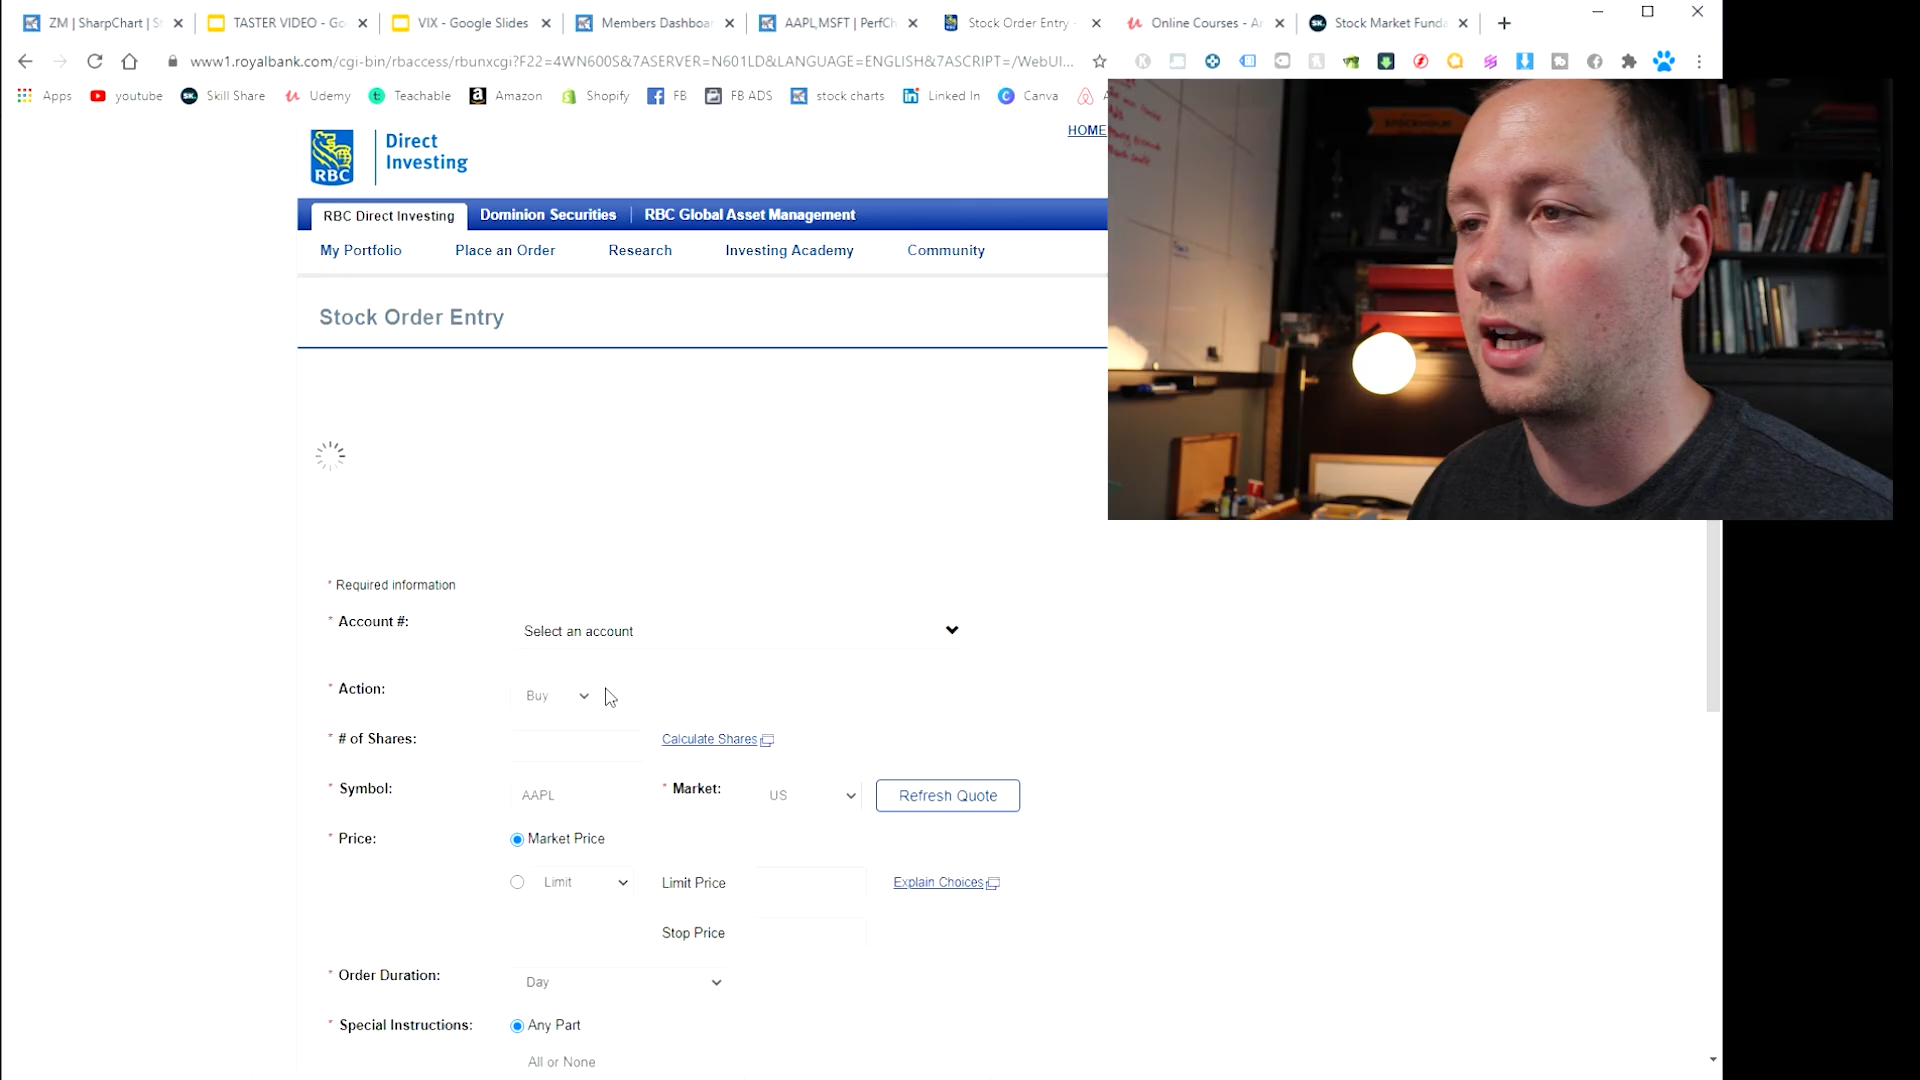 ZM | SharpChart | S
TASTER VIDEO - Go
VIX - Google Slides
Members Dashboa
AAPL,MSFT | PerfCh
Stock Order Entry -
Online Courses - A
Stock Market Funda
www1.royalbank.com/cgi-bin/rbaccess/rbunxcgi?F22=4WN600S&7ASERVER=N601LD&LANGUAGE=ENGLISH&7ASCRIPT=/WebUI...
Apps
youtube
Skill Share
Udemy
Teachable
Amazon
Shopify
FB
FB ADS
stock charts
Linked In
Canva
RBC
Direct
Investing
HOME
RBC Direct Investing
Dominion Securities
RBC Global Asset Management
My Portfolio
Place an Order
Research
Investing Academy
Community
Stock Order Entry
* Required information
* Account #:
Select an account
* Action:
Buy
* # of Shares:
Calculate Shares
* Symbol:
AAPL
* Market:
US
Refresh Quote
* Price:
Market Price
Limit
Limit Price
Explain Choices
Stop Price
* Order Duration:
Day
* Special Instructions:
Any Part
All or None